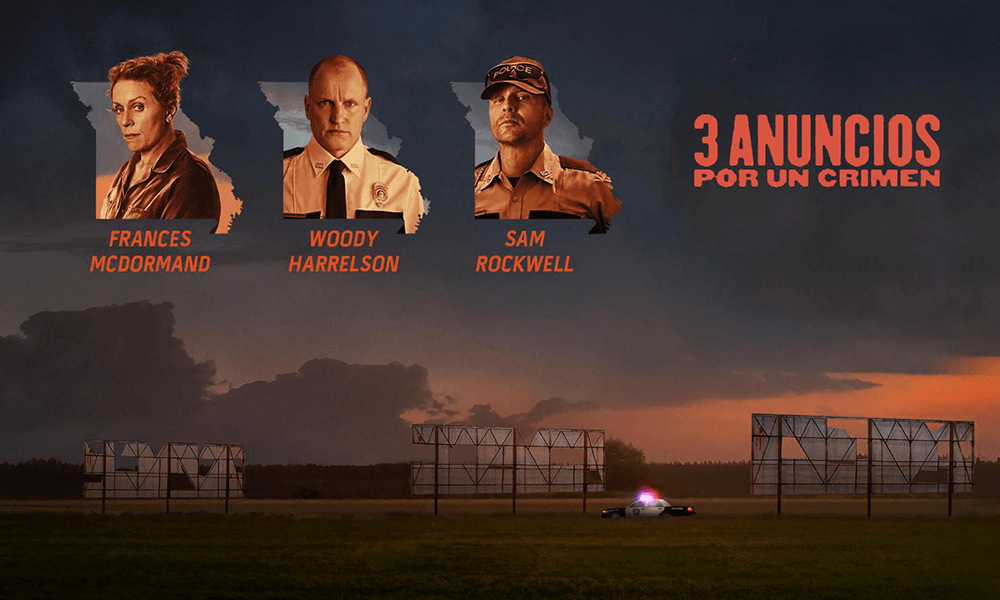 POLICE
FRANCES
MCDORMAND
WOODY
HARRELSON
SAM
ROCKWELL
3 ANUNCIOS
POR UN CRIMEN